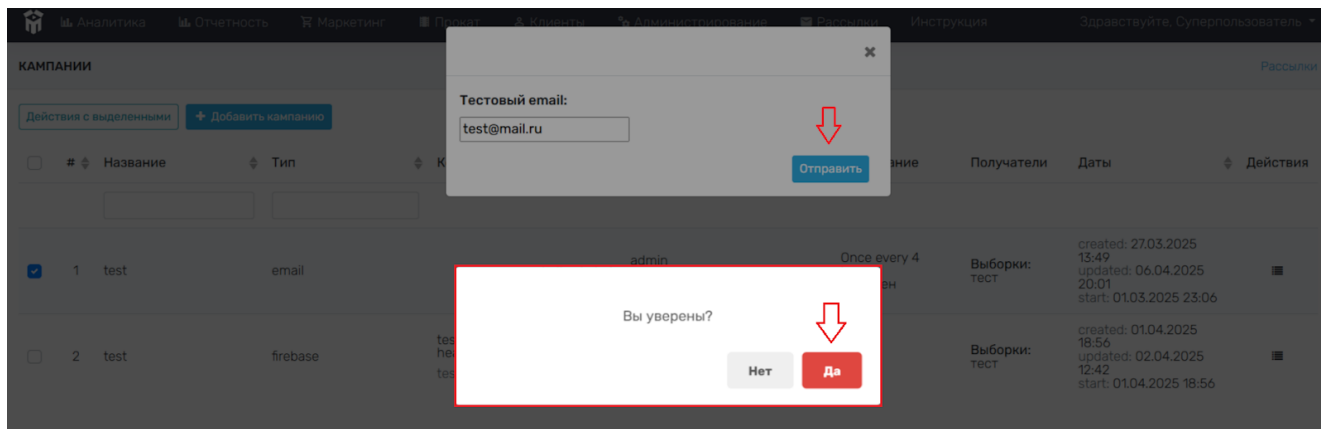 Аналитика Отчетность Маркетинг Прокат Клиенты Администрирование Рассылки Инструкция Здравствуйте, Суперпользователь
КАМПАНИИ
Рассылки
Тестовый email:
test@mail.ru
Отправить
Действия с выделенными
+ Добавить кампанию
# Название Тип Получатели Даты Действия
1 test email admin Once every 4
Выборки:
тест
created: 27.03.2025
13:49
updated: 06.04.2025
20:01
start: 01.03.2025 23:06
Вы уверены?
Нет Да
2 test firebase
Выборки:
тест
created: 01.04.2025
18:56
updated: 02.04.2025
12:42
start: 01.04.2025 18:56